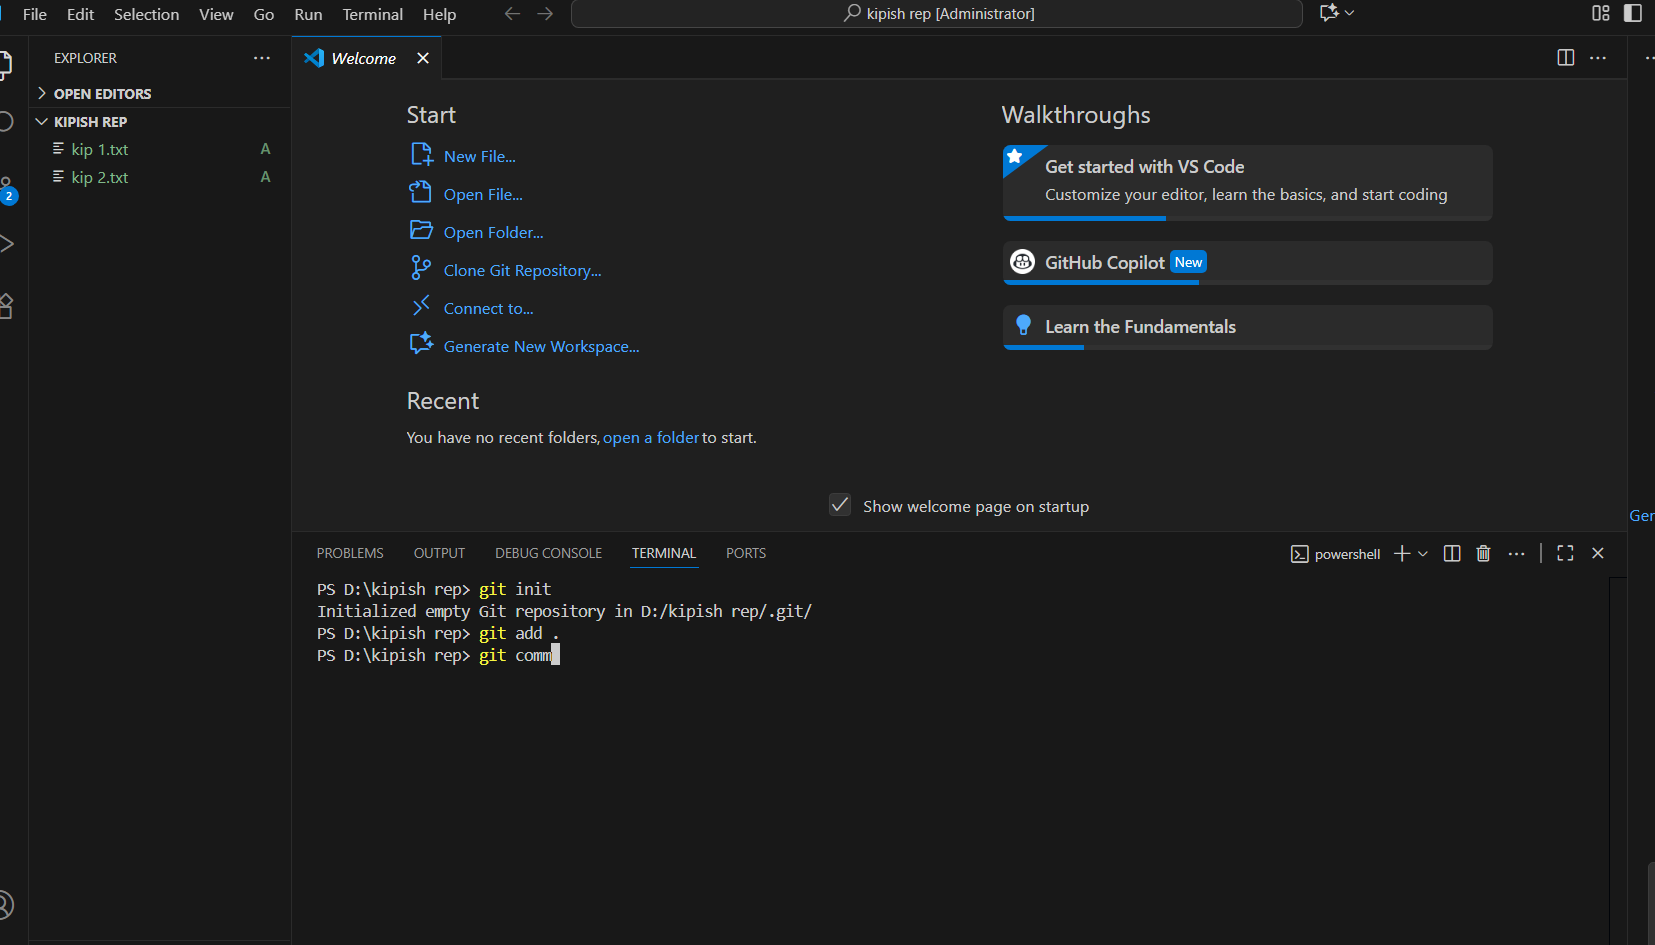 File Edit Selection View Go Run Terminal Help
kipish rep [Administrator]
EXPLORER
Welcome
OPEN EDITORS
KIPISH REP
kip 1.txt A
kip 2.txt A
2
Start
New File...
Open File...
Open Folder...
Clone Git Repository...
Connect to...
Generate New Workspace...
Recent
You have no recent folders, open a folder to start.
Walkthroughs
Get started with VS Code
Customize your editor, learn the basics, and start coding
GitHub Copilot New
Learn the Fundamentals
Show welcome page on startup
Ger
PROBLEMS OUTPUT DEBUG CONSOLE TERMINAL PORTS
powershell
PS D:\kipish rep> git init
Initialized empty Git repository in D:/kipish rep/.git/
PS D:\kipish rep> git add .
PS D:\kipish rep> git comm